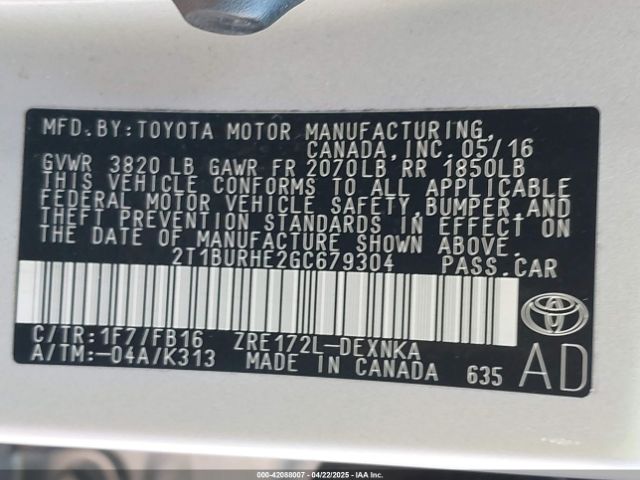 MFD. BY: TOYOTA MOTOR MANUFACTURING,
CANADA, INC. 05/16
GVWR 3820 LB GAWR FR 2070LB RR 1850LB
THIS VEHICLE CONFORMS TO ALL APPLICABLE
FEDERAL MOTOR VEHICLE SAFETY, BUMPER, AND
THEFT PREVENTION STANDARDS IN EFFECT ON
THE DATE OF MANUFACTURE SHOWN ABOVE.
2T1BURHE2GC679304 PASS. CAR
C/TR: 1F7/FB16 ZRE172L-DEXNKA
A/TM: -04A/K313 MADE IN CANADA 635
AD
000-42088007 - 04/22/2025 - IAA Inc.